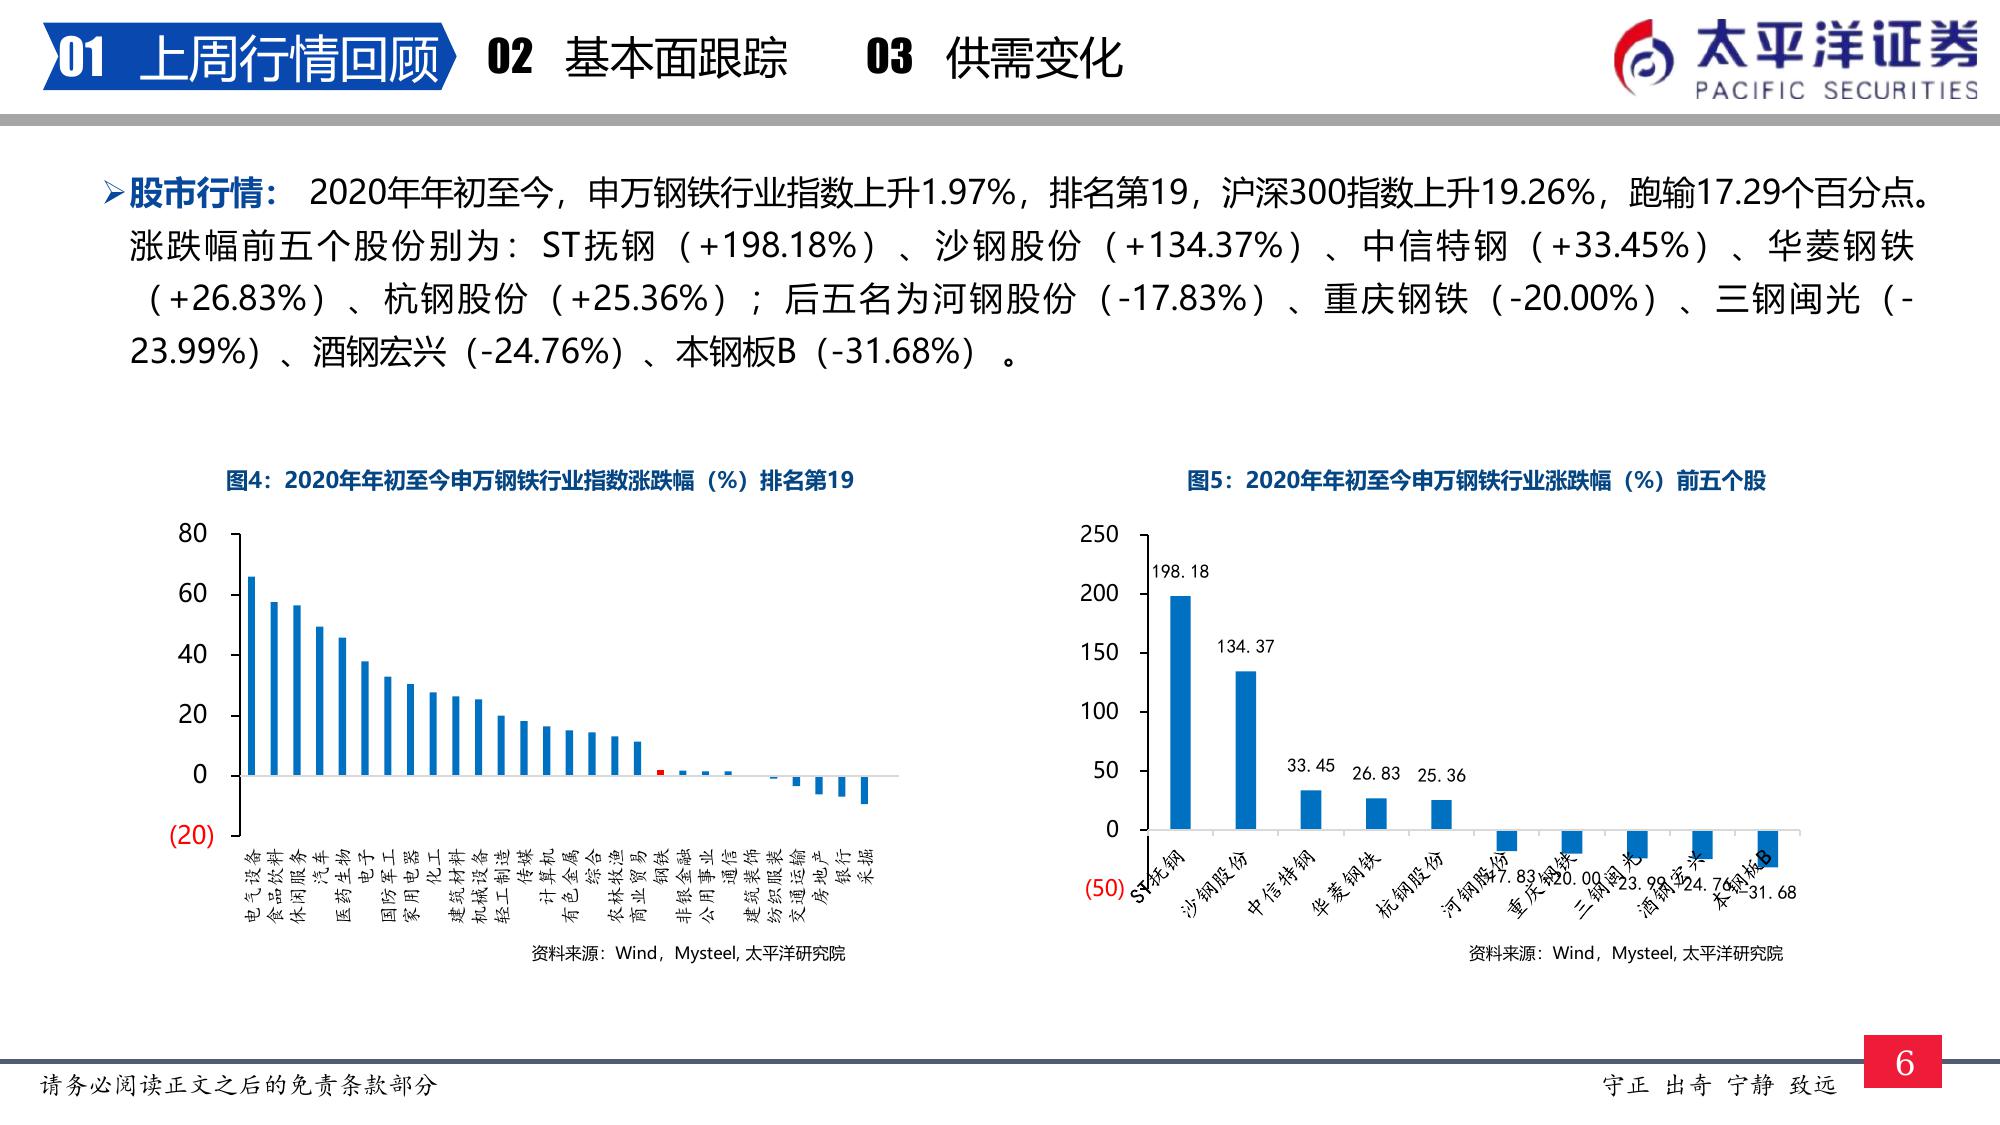 01 上周行情回顾 02 基本面跟踪 03 供需变化
太平洋证券
PACIFIC SECURITIES
➢股市行情： 2020年年初至今，申万钢铁行业指数上升1.97%，排名第19，沪深300指数上升19.26%，跑输17.29个百分点。
涨跌幅前五个股份别为：ST抚钢（+198.18%）、沙钢股份（+134.37%）、中信特钢（+33.45%）、华菱钢铁
（+26.83%）、杭钢股份（+25.36%）；后五名为河钢股份（-17.83%）、重庆钢铁（-20.00%）、三钢闽光（-
23.99%）、酒钢宏兴（-24.76%）、本钢板B（-31.68%） 。
图4：2020年年初至今申万钢铁行业指数涨跌幅（%）排名第19
80
60
40
20
0
(20)
电气设备
食品饮料
休闲服务
汽车
医药生物
电子
国防军工
家用电器
化工
建筑材料
机械设备
轻工制造
传媒
计算机
有色金属
综合
农林牧渔
商业贸易
钢铁
非银金融
公用事业
通信
建筑装饰
纺织服装
交通运输
房地产
银行
采掘
资料来源：Wind，Mysteel, 太平洋研究院
图5：2020年年初至今申万钢铁行业涨跌幅（%）前五个股
250
200
150
100
50
0
(50)
198.18
134.37
33.45
26.83
25.36
-17.83
-20.00
-23.99
-24.76
-31.68
ST抚钢
沙钢股份
中信特钢
华菱钢铁
杭钢股份
河钢股份
重庆钢铁
三钢闽光
酒钢宏兴
本钢板B
资料来源：Wind，Mysteel, 太平洋研究院
请务必阅读正文之后的免责条款部分
守正 出奇 宁静 致远
6